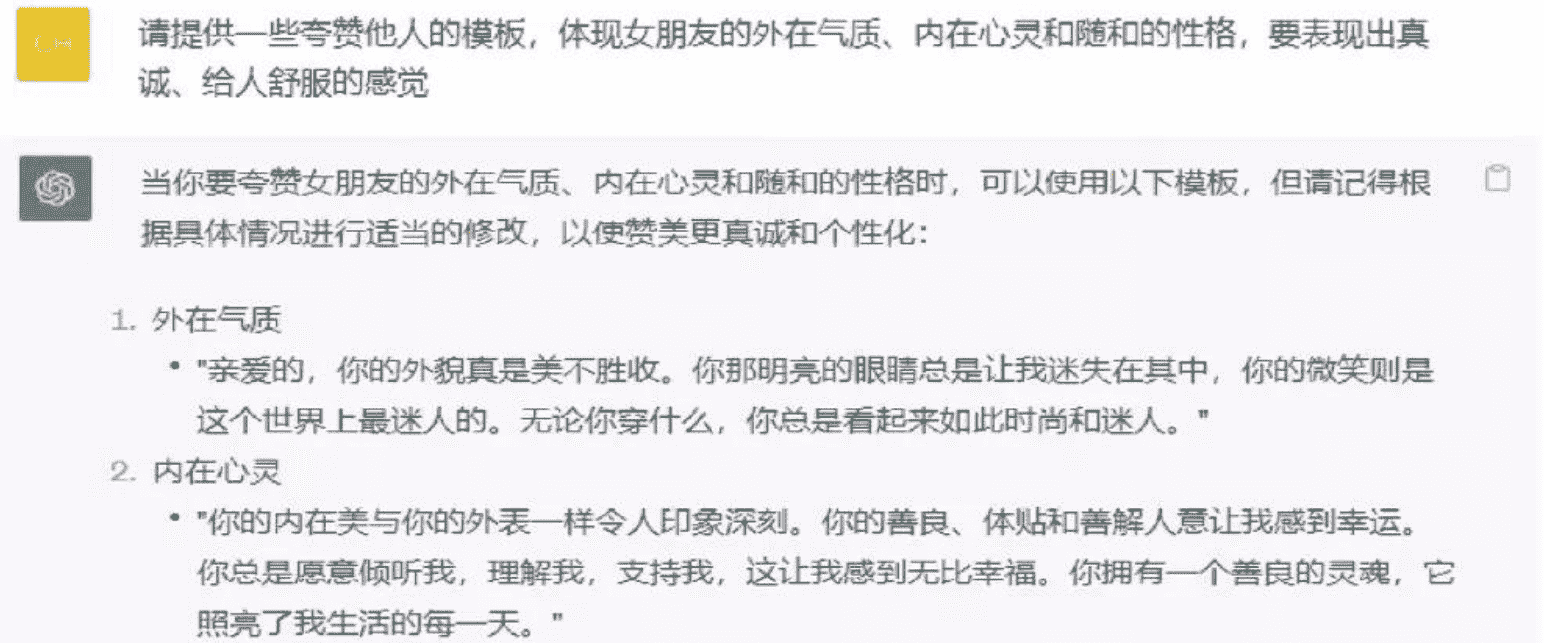 请提供一些夸赞他人的模板，体现女朋友的外在气质、内在心灵和随和的性格，要表现出真
诚、给人舒服的感觉
当你要夸赞女朋友的外在气质、内在心灵和随和的性格时，可以使用以下模板，但请记得根
据具体情况进行适当的修改，以使赞美更真诚和个性化：
1. 外在气质
• "亲爱的，你的外貌真是美不胜收。你那明亮的眼睛总是让我迷失在其中，你的微笑则是
这个世界上最迷人的。无论你穿什么，你总是看起来如此时尚和迷人。"
2. 内在心灵
• "你的内在美与你的外表一样令人印象深刻。你的善良、体贴和善解人意让我感到幸运。
你总是愿意倾听我，理解我，支持我，这让我感到无比幸福。你拥有一个善良的灵魂，它
照亮了我生活的每一天。"